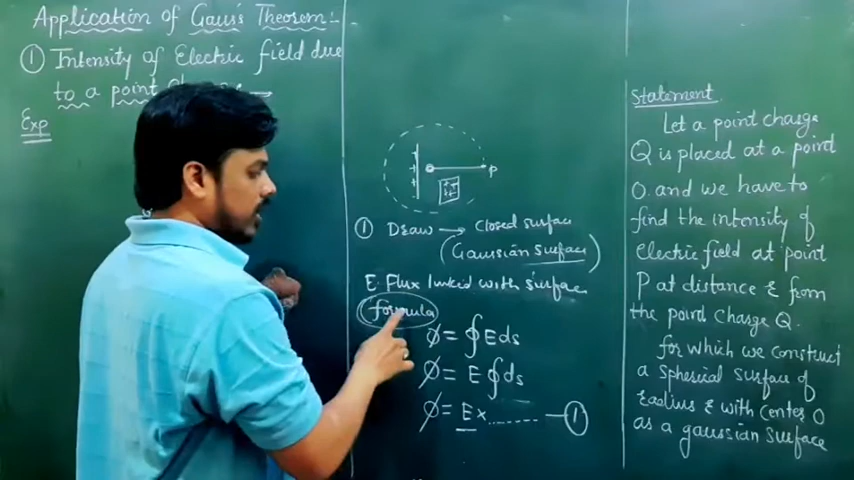 Application of Gauss Theorem:-
① Intensity of Electric field due
to a point
Exp
P
① Draw → Closed surface
(Gaussian surface)
E. Flux linked with surface
formula
ϕ = ∮ E ds
ϕ = E ∮ ds
ϕ = E x ........ — ①
Statement
Let a point charge
Q is placed at a point
O. and we have to
find the intensity of
Electric field at point
P at distance r from
the point charge Q.
for which we construct
a spherical surface of
radius r with center O
as a gaussian surface